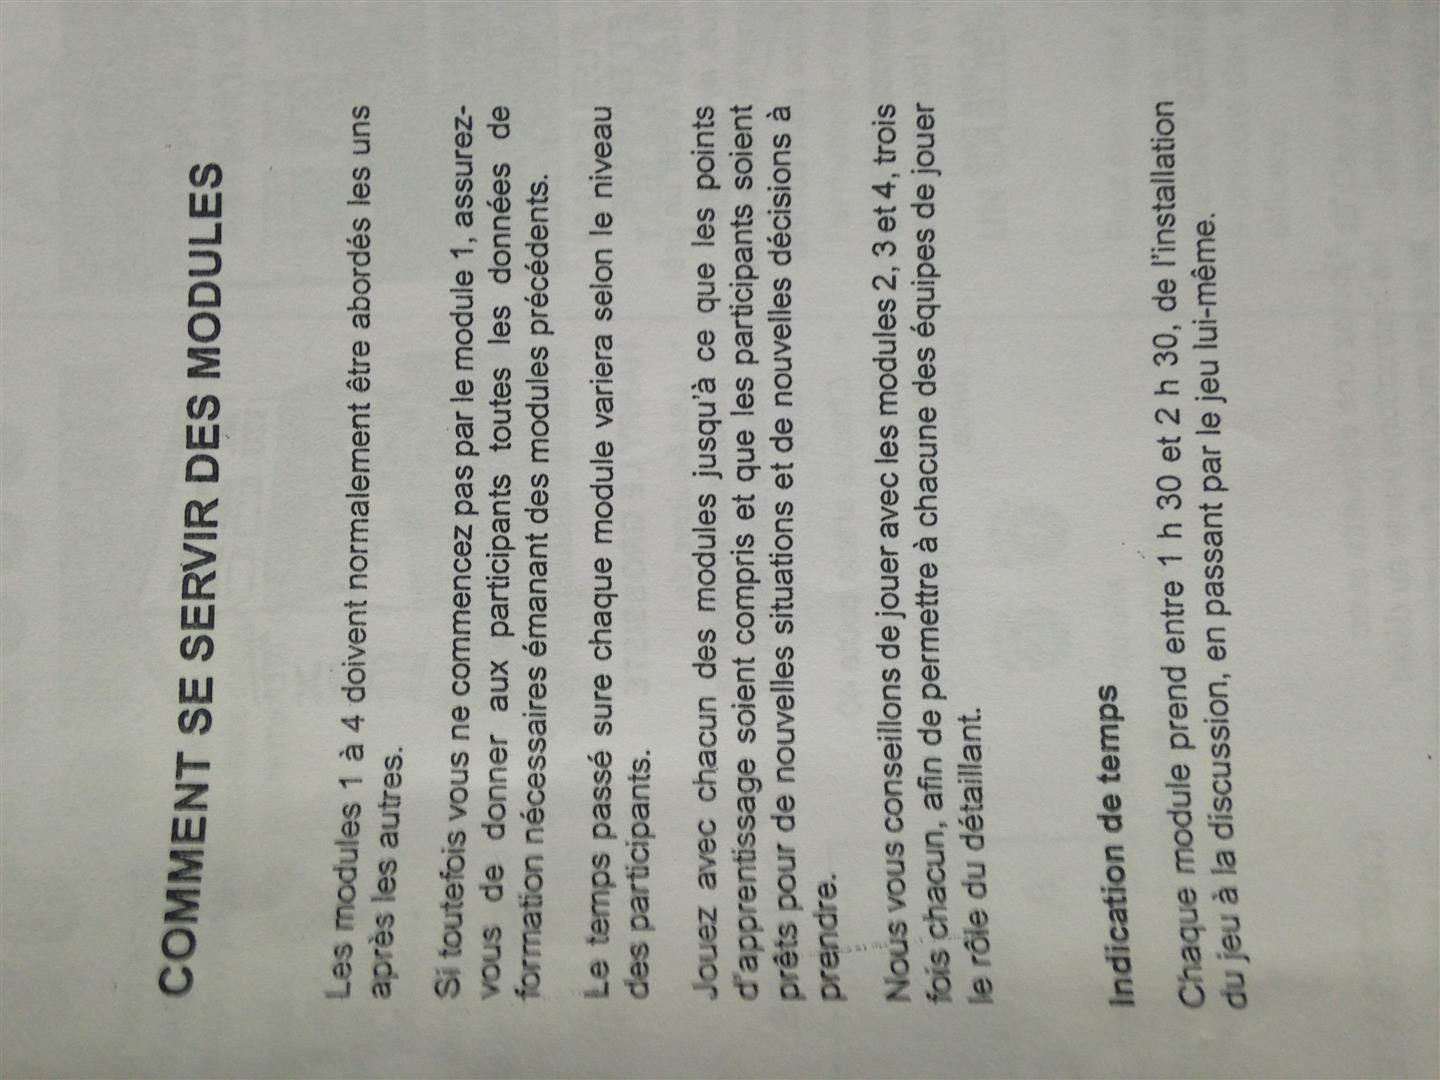 COMMENT SE SERVIR DES MODULES
Les modules 1 à 4 doivent normalement être abordés les uns
après les autres.
Si toutefois vous ne commencez pas par le module 1, assurez-
vous de donner aux participants toutes les données de
formation nécessaires émanant des modules précédents.
Le temps passé sure chaque module variera selon le niveau
des participants.
Jouez avec chacun des modules jusqu'à ce que les points
d'apprentissage soient compris et que les participants soient
prêts pour de nouvelles situations et de nouvelles décisions à
prendre.
Nous vous conseillons de jouer avec les modules 2, 3 et 4, trois
fois chacun, afin de permettre à chacune des équipes de jouer
le rôle du détaillant.
Indication de temps
Chaque module prend entre 1 h 30 et 2 h 30, de l'installation
du jeu à la discussion, en passant par le jeu lui-même.